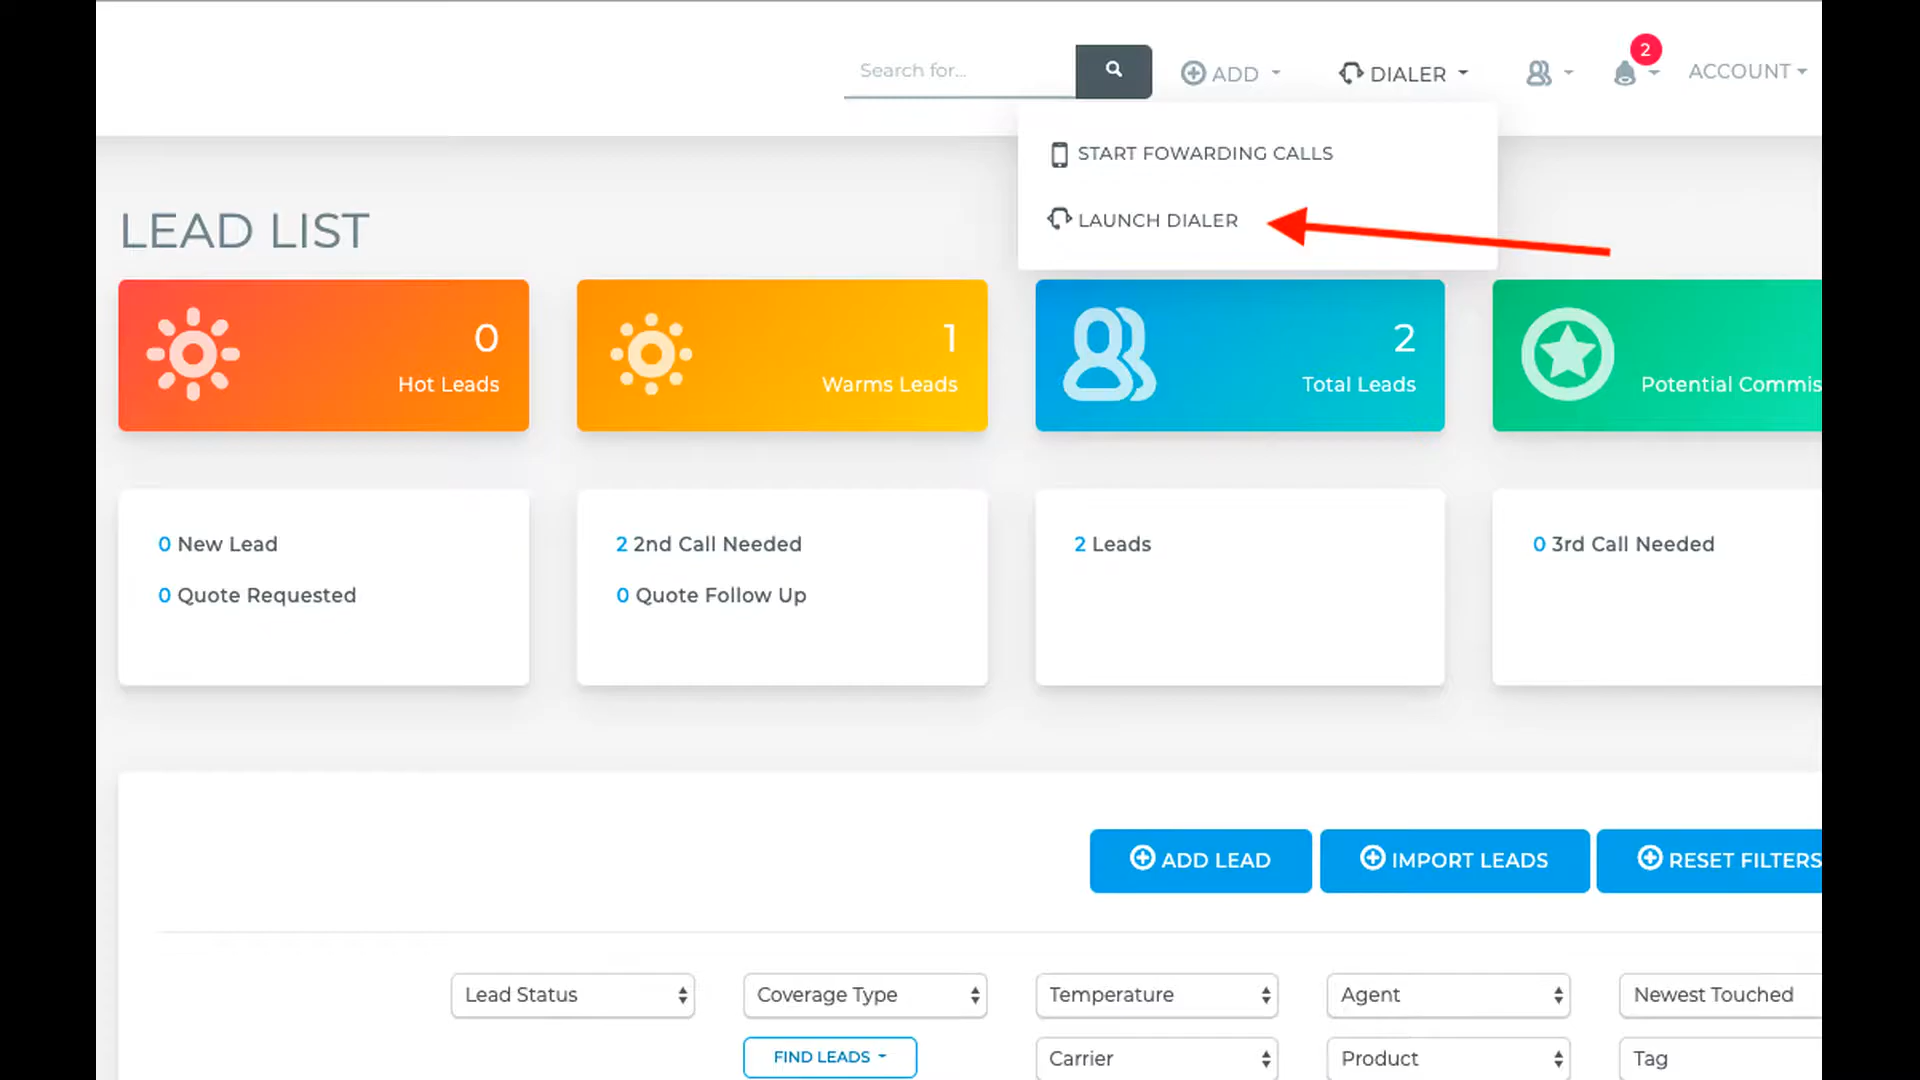 Search for...
ADD
DIALER
2
ACCOUNT
START FOWARDING CALLS
LAUNCH DIALER
LEAD LIST
0
Hot Leads
1
Warms Leads
2
Total Leads
Potential Commis
0 New Lead
0 Quote Requested
2 2nd Call Needed
0 Quote Follow Up
2 Leads
0 3rd Call Needed
ADD LEAD
IMPORT LEADS
RESET FILTERS
Lead Status
Coverage Type
Temperature
Agent
Newest Touched
FIND LEADS
Carrier
Product
Tag